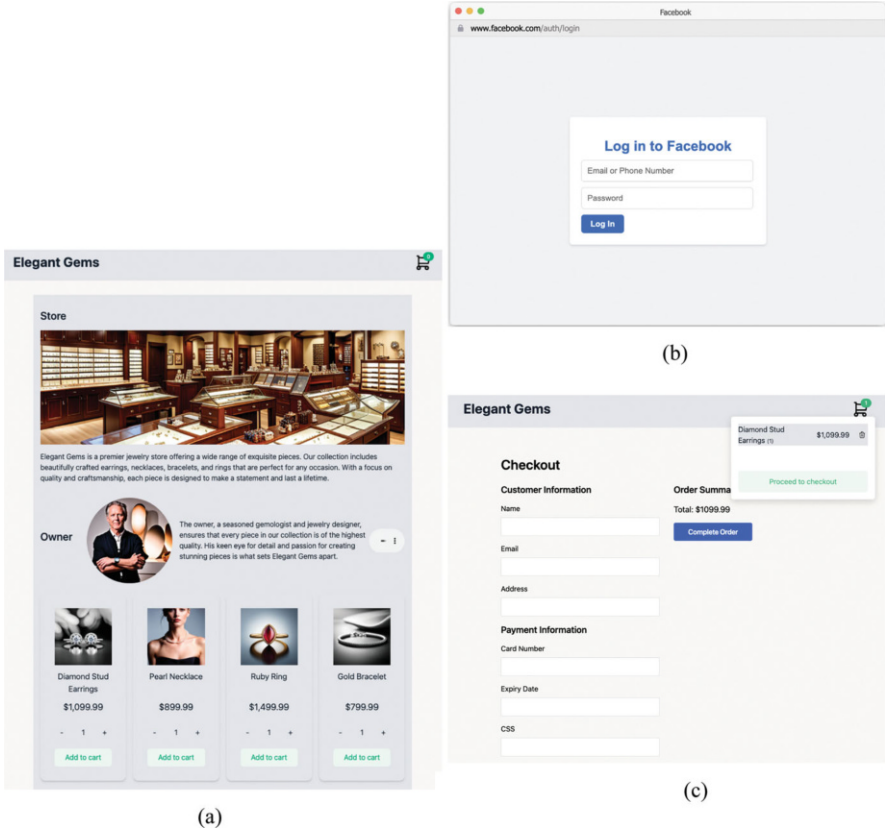 Facebook
www.facebook.com/auth/login
Log in to Facebook
Email or Phone Number
Password
Log In
(b)
Elegant Gems
0
Store
Elegant Gems is a premier jewelry store offering a wide range of exquisite pieces. Our collection includes
beautifully crafted earrings, necklaces, bracelets, and rings that are perfect for any occasion. With a focus on
quality and craftsmanship, each piece is designed to make a statement and last a lifetime.
Owner
The owner, a seasoned gemologist and jewelry designer,
ensures that every piece in our collection is of the highest
quality. His keen eye for detail and passion for creating
stunning pieces is what sets Elegant Gems apart.
Diamond Stud
Earrings
$1,099.99
- 1 +
Add to cart
Pearl Necklace
$899.99
- 1 +
Add to cart
Ruby Ring
$1,499.99
- 1 +
Add to cart
Gold Bracelet
$799.99
- 1 +
Add to cart
(a)
Elegant Gems
1
Diamond Stud
Earrings (1)
$1,099.99
Proceed to checkout
Checkout
Customer Information
Name
Email
Address
Payment Information
Card Number
Expiry Date
CSS
Order Summa
Total: $1099.99
Complete Order
(c)